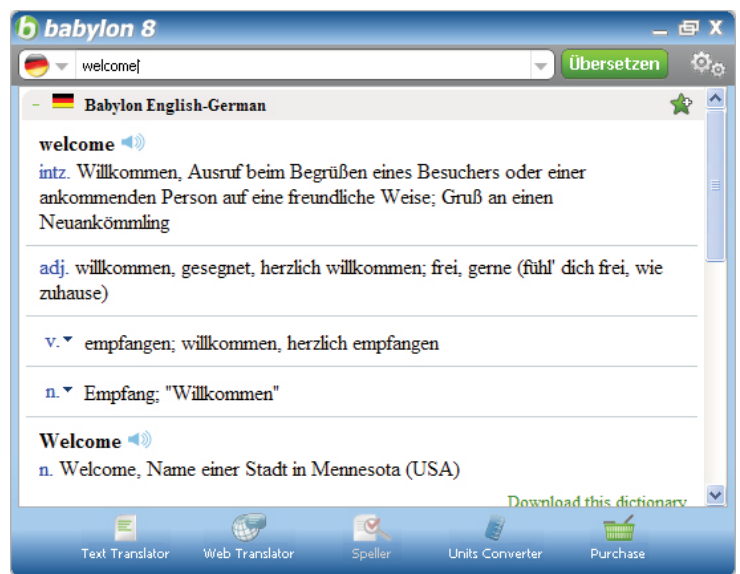 babylon 8
welcome
Übersetzen
Babylon English-German
welcome
intz. Willkommen, Ausruf beim Begrüßen eines Besuchers oder einer
ankommenden Person auf eine freundliche Weise; Gruß an einen
Neuankömmling
adj. willkommen, gesegnet, herzlich willkommen; frei, gerne (fühl' dich frei, wie
zuhause)
v. empfangen; willkommen, herzlich empfangen
n. Empfang; "Willkommen"
Welcome
n. Welcome, Name einer Stadt in Mennesota (USA)
Download this dictionary
Text Translator Web Translator Speller Units Converter Purchase